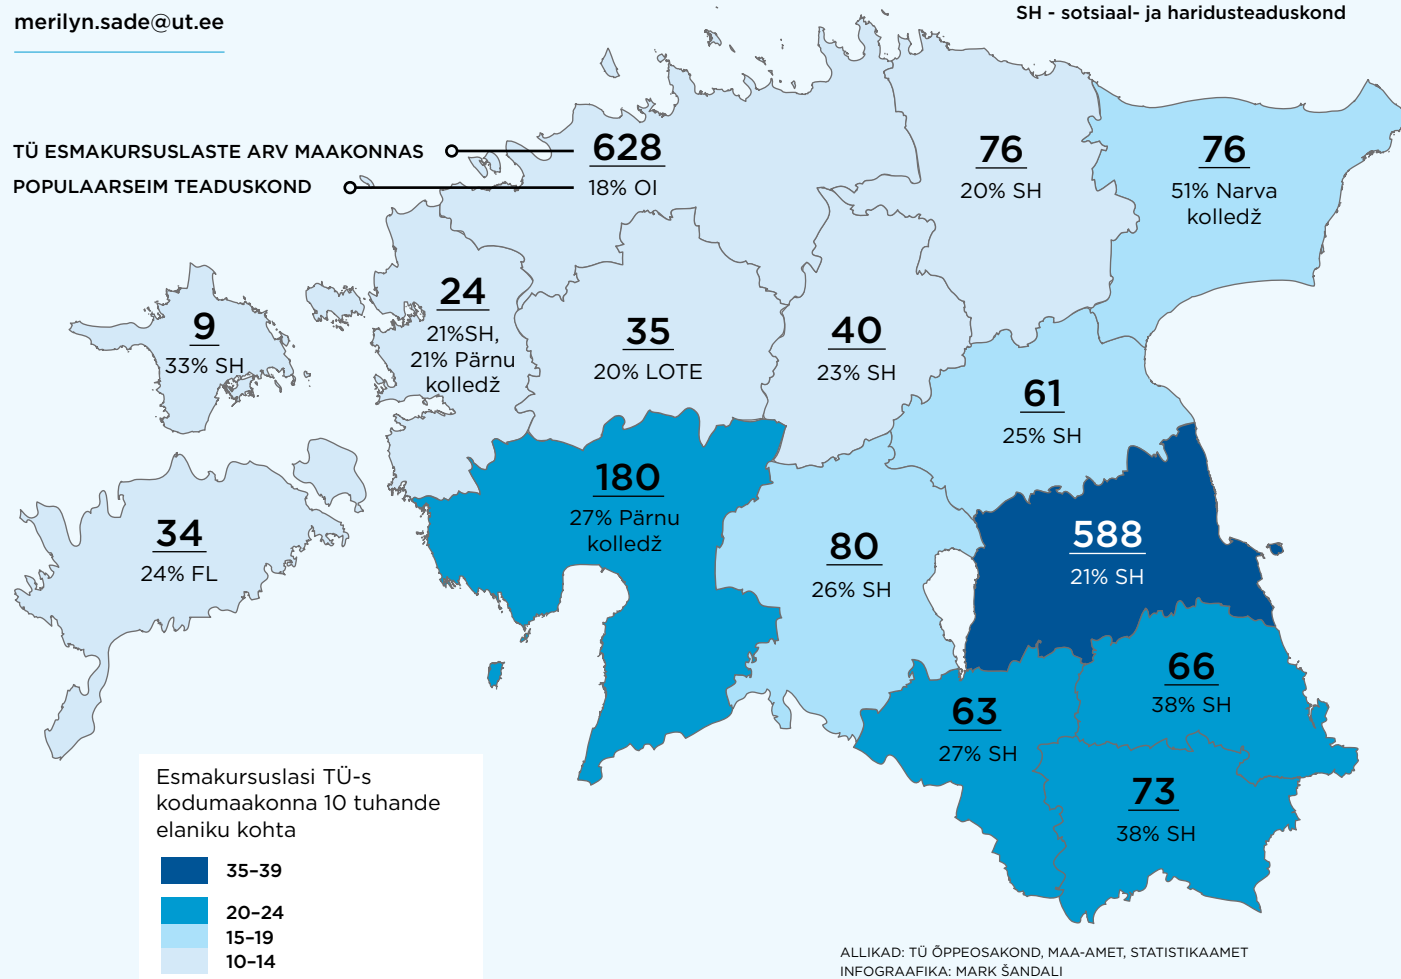 merilyn.sade@ut.ee
SH - sotsiaal- ja haridusteaduskond
TÜ ESMAKURSUSLASTE ARV MAAKONNAS
POPULAARSEIM TEADUSKOND
628
18% OI
76
20% SH
76
51% Narva
kolledž
9
33% SH
24
21%SH,
21% Pärnu
kolledž
35
20% LOTE
40
23% SH
61
25% SH
34
24% FL
180
27% Pärnu
kolledž
80
26% SH
588
21% SH
66
38% SH
63
27% SH
73
38% SH
Esmakursuslasi TÜ-s
kodumaakonna 10 tuhande
elaniku kohta
35–39
20–24
15–19
10–14
ALLIKAD: TÜ ÕPPEOSAKOND, MAA-AMET, STATISTIKAAMET
INFOGRAAFIKA: MARK ŠANDALI